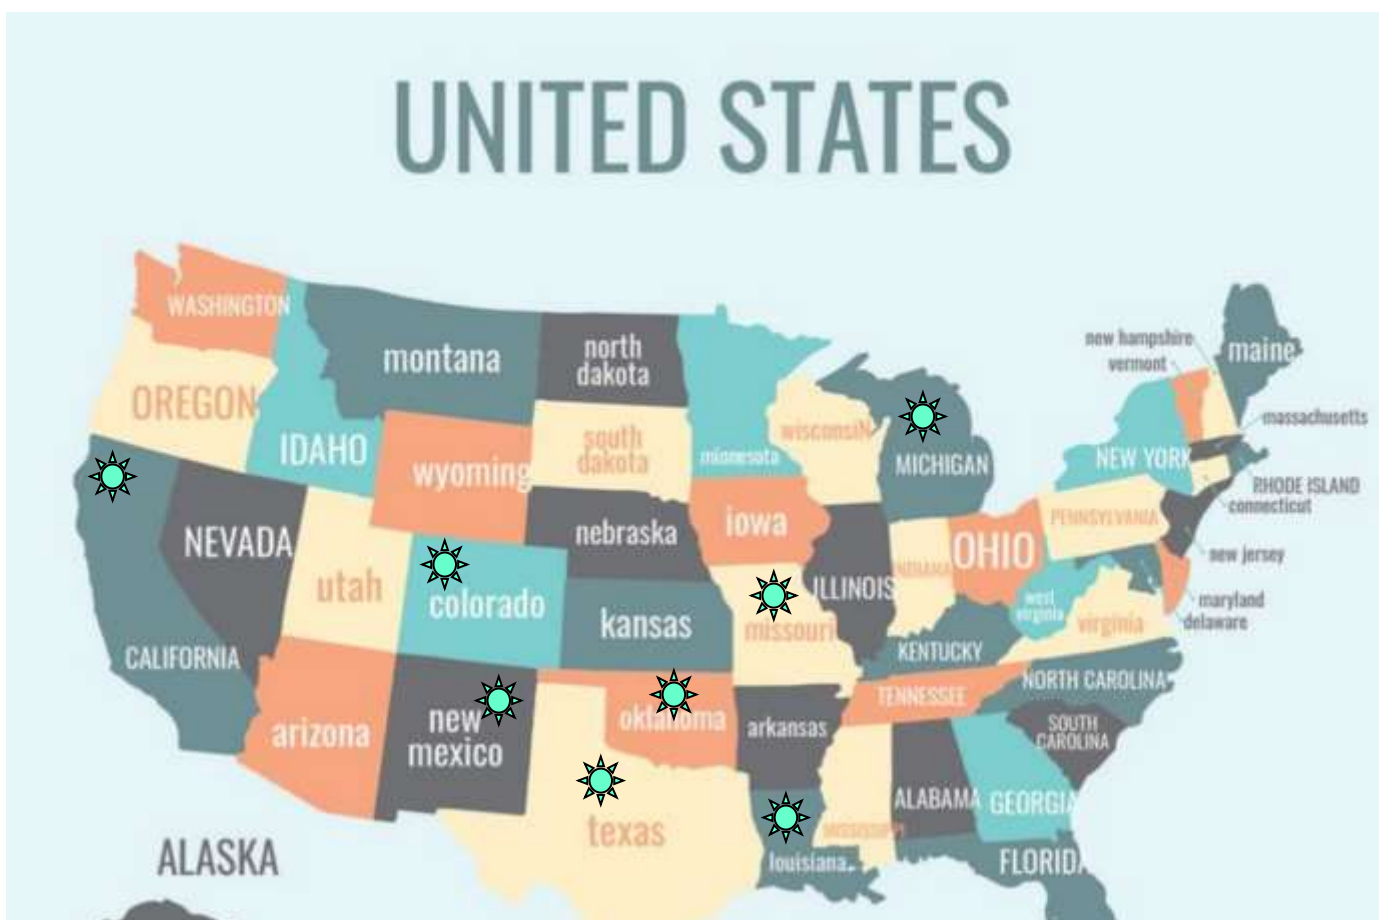 UNITED STATES
WASHINGTON
montana
north
dakota
new hampshire
vermont
maine
OREGON
IDAHO
wyoming
south
dakota
minnesota
wisconsiN
MICHIGAN
NEW YORK
massachusetts
RHODE ISLAND
connecticut
NEVADA
utah
colorado
nebraska
iowa
ILLINOIS
INDIANA
OHIO
PENNSYLVANIA
new jersey
maryland
delaware
west
virginia
virginia
CALIFORNIA
kansas
missouri
KENTUCKY
arizona
new
mexico
oklahoma
arkansas
TENNESSEE
NORTH CAROLINA
SOUTH
CAROLINA
texas
louisiana
MISSISSIPPI
ALABAMA
GEORGIA
FLORIDA
ALASKA